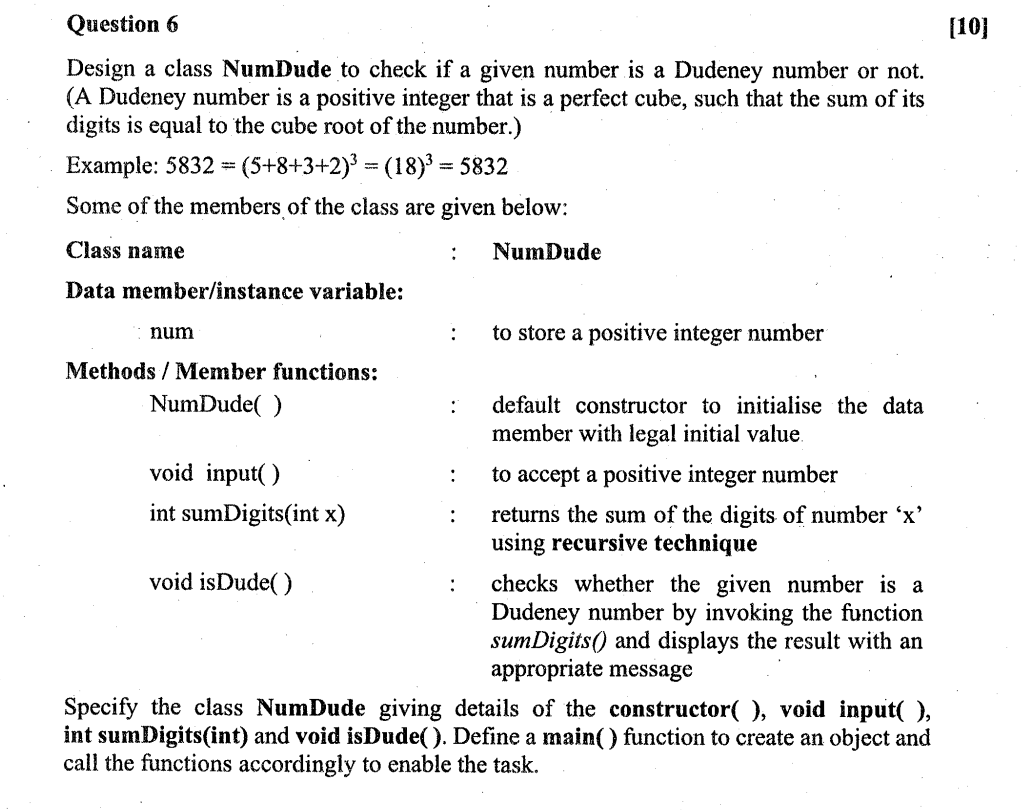 Question 6 [10]
Design a class NumDude to check if a given number is a Dudeney number or not.
(A Dudeney number is a positive integer that is a perfect cube, such that the sum of its
digits is equal to the cube root of the number.)
Example: 5832 = (5+8+3+2)³ = (18)³ = 5832
Some of the members of the class are given below:
Class name : NumDude
Data member/instance variable:
num : to store a positive integer number
Methods / Member functions:
NumDude( ) : default constructor to initialise the data
member with legal initial value
void input( ) : to accept a positive integer number
int sumDigits(int x) : returns the sum of the digits of number ‘x’
using recursive technique
void isDude( ) : checks whether the given number is a
Dudeney number by invoking the function
sumDigits() and displays the result with an
appropriate message
Specify the class NumDude giving details of the constructor( ), void input( ),
int sumDigits(int) and void isDude( ). Define a main( ) function to create an object and
call the functions accordingly to enable the task.